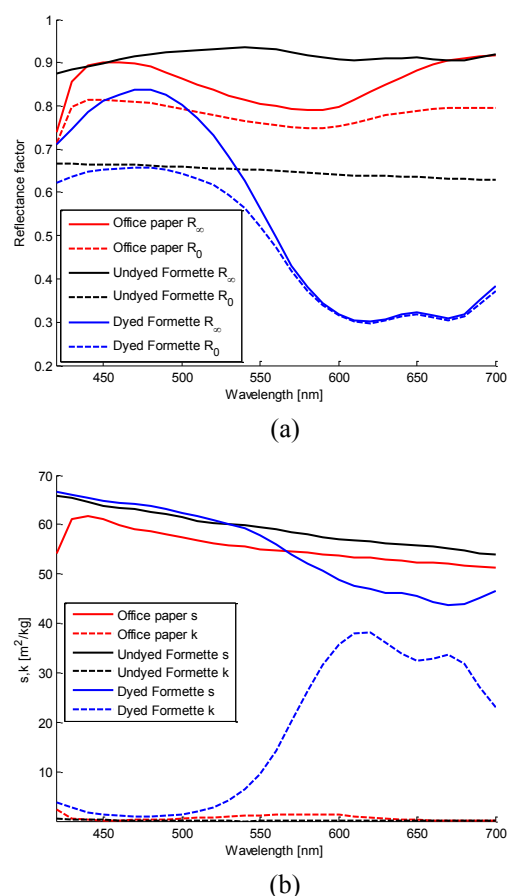 1
0.9
0.8
0.7
0.6
0.5
0.4
0.3
0.2
Reflectance factor
Office paper R∞
Office paper R₀
Undyed Formette R∞
Undyed Formette R₀
Dyed Formette R∞
Dyed Formette R₀
450 500 550 600 650 700
Wavelength [nm]
(a)
70
60
50
40
30
20
10
s,k [m²/kg]
Office paper s
Office paper k
Undyed Formette s
Undyed Formette k
Dyed Formette s
Dyed Formette k
450 500 550 600 650 700
Wavelength [nm]
(b)